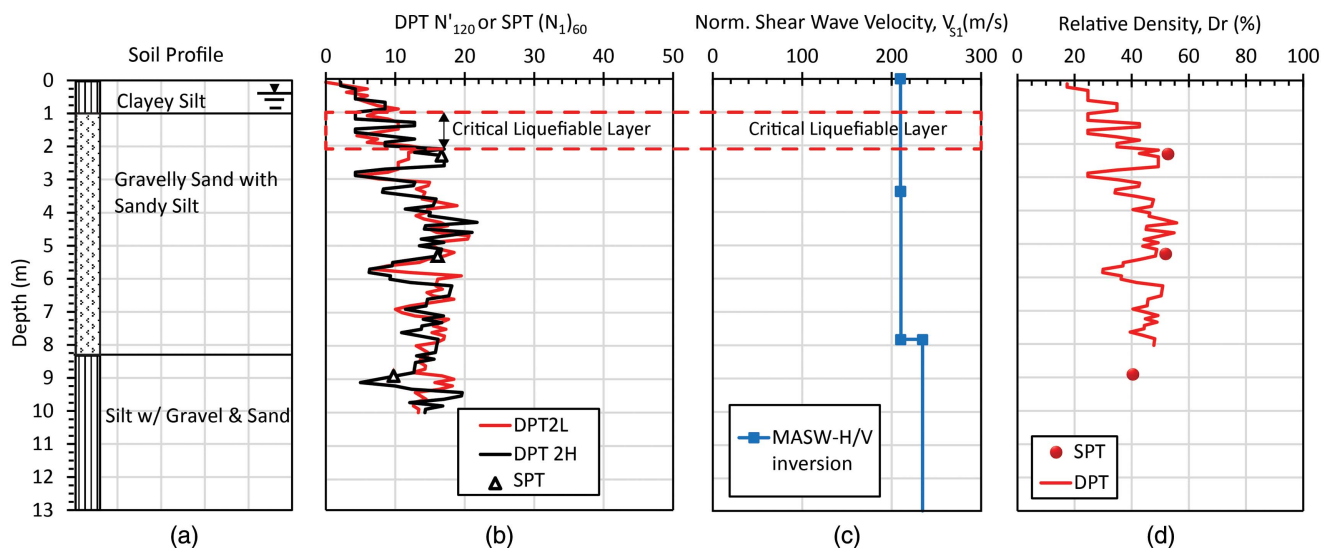 DPT N'120 or SPT (N1)60
Norm. Shear Wave Velocity, VS1(m/s)
Relative Density, Dr (%)
Soil Profile
0 10 20 30 40 50
0 100 200 300
0 20 40 60 80 100
Depth (m)
0
1
2
3
4
5
6
7
8
9
10
11
12
13
Clayey Silt
Gravelly Sand with
Sandy Silt
Silt w/ Gravel & Sand
Critical Liquefiable Layer
Critical Liquefiable Layer
DPT2L
DPT 2H
SPT
MASW-H/V
inversion
SPT
DPT
(a)
(b)
(c)
(d)